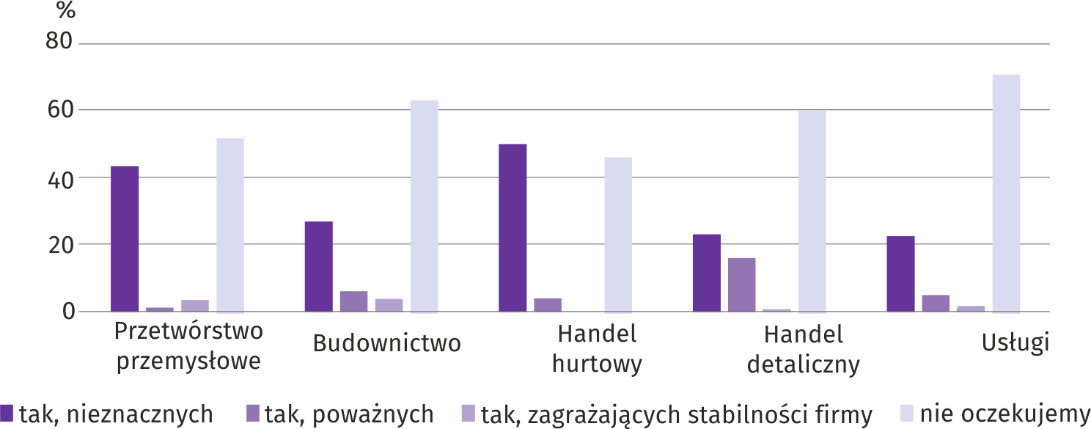 %
80
60
40
20
0
Przetwórstwo
przemysłowe
Budownictwo
Handel
hurtowy
Handel
detaliczny
Usługi
tak, nieznacznych
tak, poważnych
tak, zagrażających stabilności firmy
nie oczekujemy